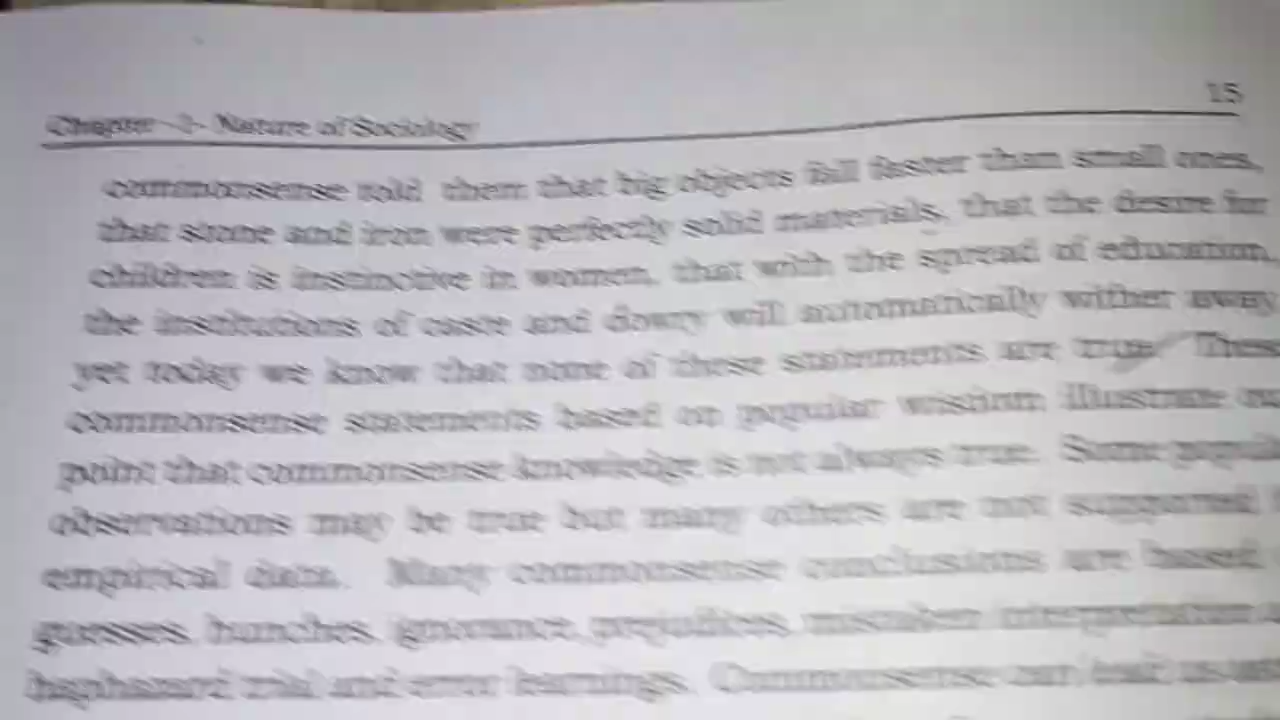 15
Chapter -1- Nature of Sociology
commonsense told them that big objects fall faster than small ones,
that stone and iron were perfectly solid materials, that the desire for
children is instinctive in women, that with the spread of education,
the institutions of caste and dowry will automatically wither away
yet today we know that none of these statements are true. These
commonsense statements based on popular wisdom illustrate
point that commonsense knowledge is not always true. Some
observations may be true but many others are not supported
empirical data. Many commonsense conclusions are based
guesses, hunches, ignorance, prejudices, mistaken interpretation
haphazard trial and error learnings. Commonsense can